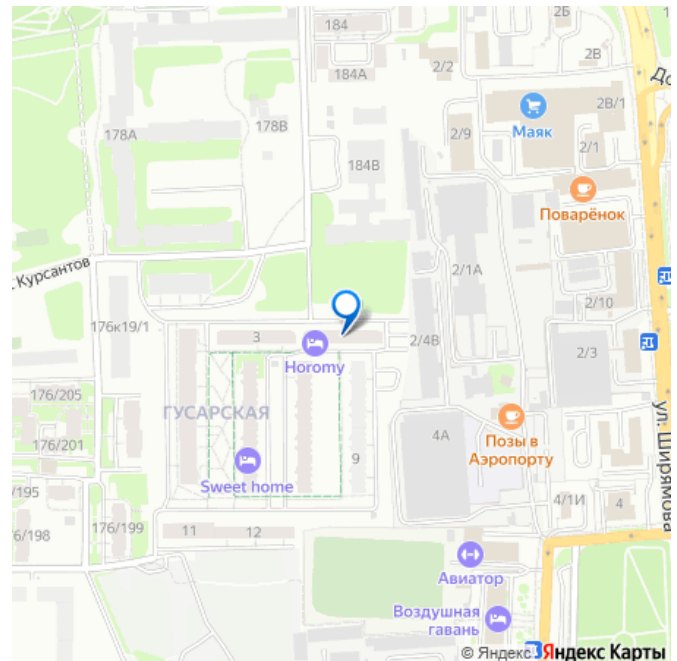 184
2Б
184А
2/2
2В
До
178А
178В
Маяк
2В/1
2/9
2/1
184В
Поварёнок
Курсантов
2/1А
2/10
176к19/1
3
Horomy
2/4В
2/3
176/205
ГУСАРСКАЯ
Позы в
Аэропорту
176/201
4А
ул. Ширямова
9
/195
Sweet home
4/1И
4
176/199
/198
11
12
Авиатор
Воздушная
гавань
© Яндекс
Яндекс Карты